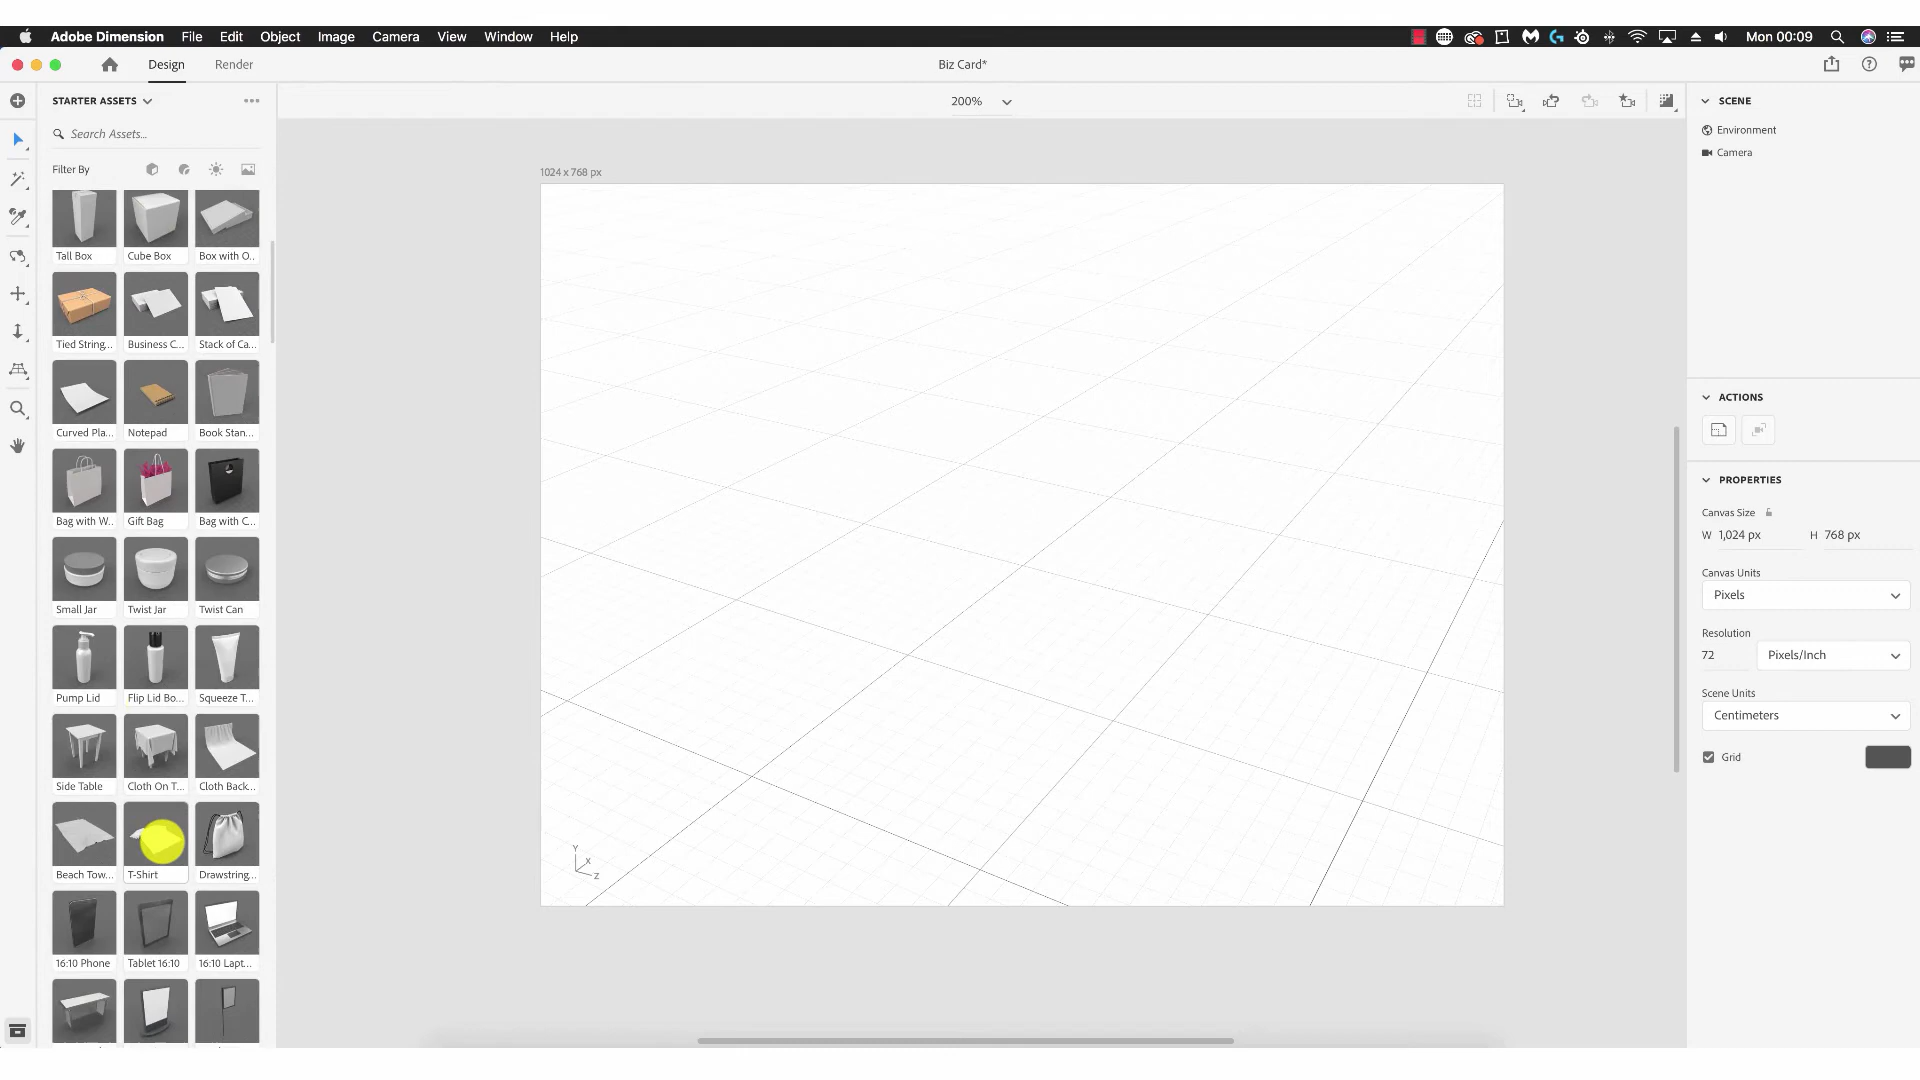 Adobe Dimension File Edit Object Image Camera View Window Help Mon 00:09
Design Render Biz Card*
STARTER ASSETS
200%
Search Assets...
Filter By
1024 x 768 px
Tall Box Cube Box Box with O..
Tied String... Business C... Stack of Ca...
Curved Pla... Notepad Book Stan...
Bag with W.. Gift Bag Bag with C...
Small Jar Twist Jar Twist Can
Pump Lid Flip Lid Bo... Squeeze T...
Side Table Cloth On T... Cloth Back...
Beach Tow... T-Shirt Drawstring...
16:10 Phone Tablet 16:10 16:10 Lapt...
Y
X
Z
SCENE
Environment
Camera
ACTIONS
PROPERTIES
Canvas Size
W 1,024 px H 768 px
Canvas Units
Pixels
Resolution
72 Pixels/Inch
Scene Units
Centimeters
Grid